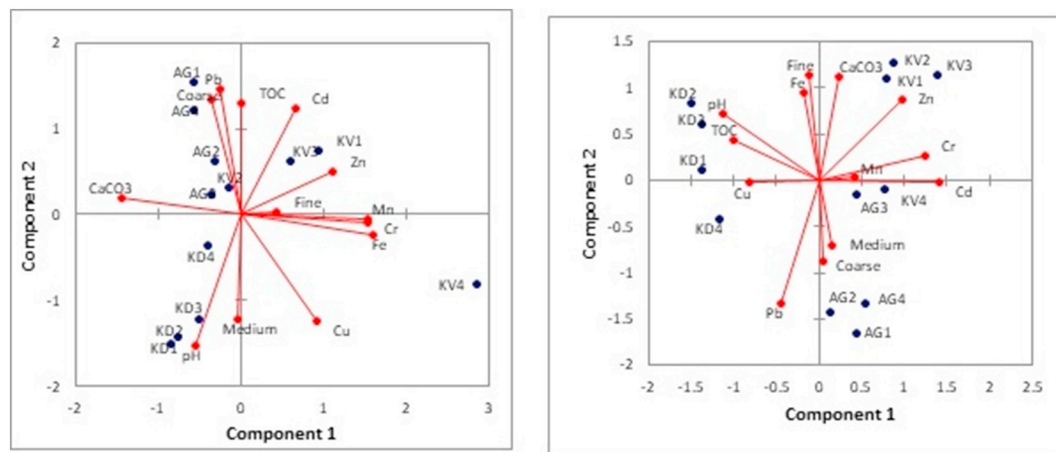 2
1
0
-1
-2
-2
-1
0
1
2
3
Component 2
Component 1
AG1
Pb
Coarse
TOC
Cd
AG2
KV3
KV1
Zn
KV2
CaCO3
Fine
Mn
Cr
Fe
KD4
KV4
KD3
KD2
KD1
pH
Medium
Cu
1.5
1
0.5
0
-0.5
-1
-1.5
-2
-2
-1.5
-1
-0.5
0
0.5
1
1.5
2
2.5
Component 2
Component 1
Fine
Fe
CaCO3
KV2
KV3
KV1
Zn
KD2
pH
TOC
KD1
Cr
Mn
Cd
Cu
AG3
KV4
KD4
Medium
Coarse
Pb
AG2
AG4
AG1